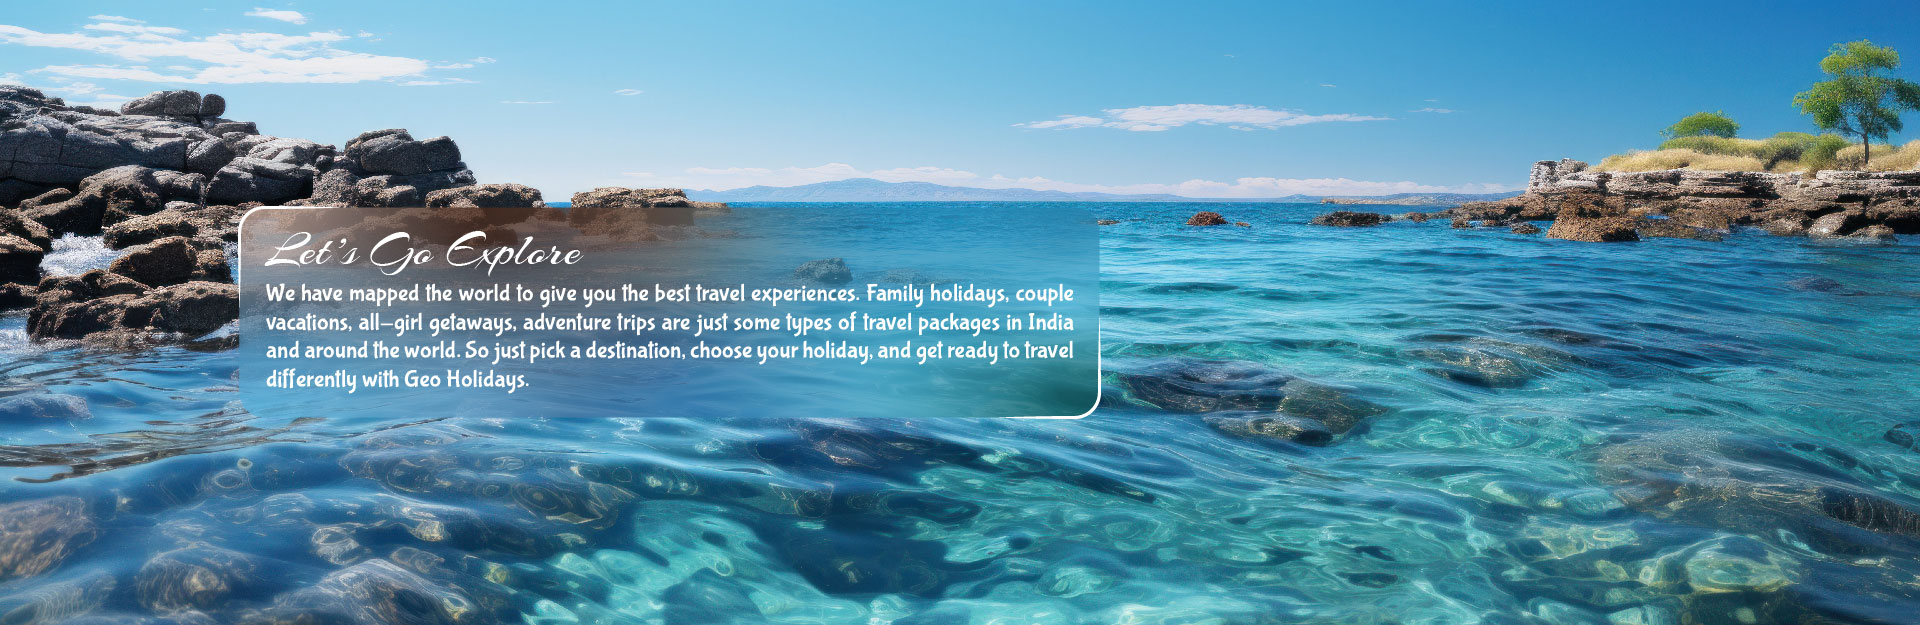 Let's Go Explore
We have mapped the world to give you the best travel experiences. Family holidays, couple
vacations, all-girl getaways, adventure trips are just some types of travel packages in India
and around the world. So just pick a destination, choose your holiday, and get ready to travel
differently with Geo Holidays.